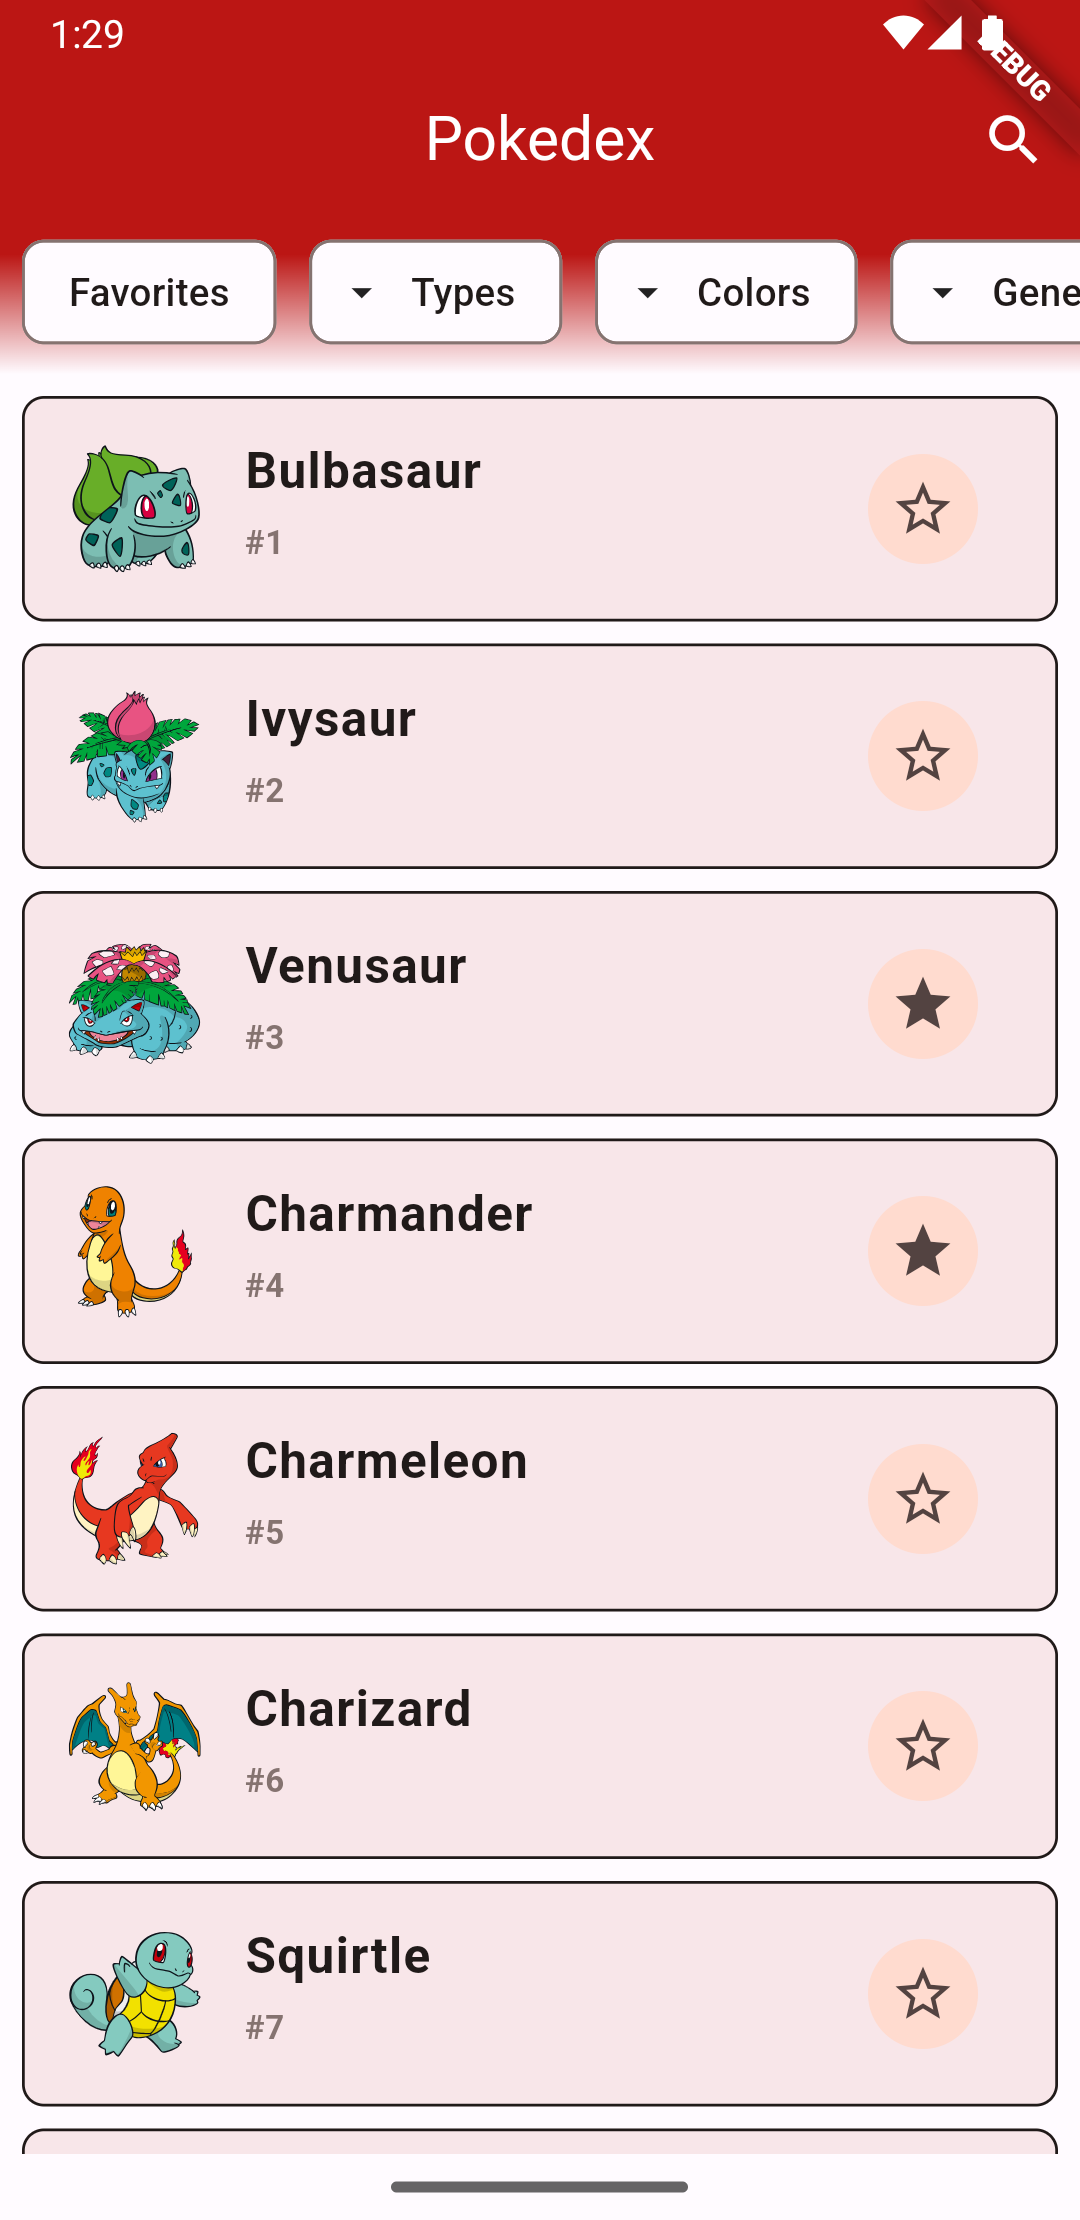 1:29
DEBUG
Pokedex
Favorites
Types
Colors
Gene
Bulbasaur
#1
Ivysaur
#2
Venusaur
#3
Charmander
#4
Charmeleon
#5
Charizard
#6
Squirtle
#7